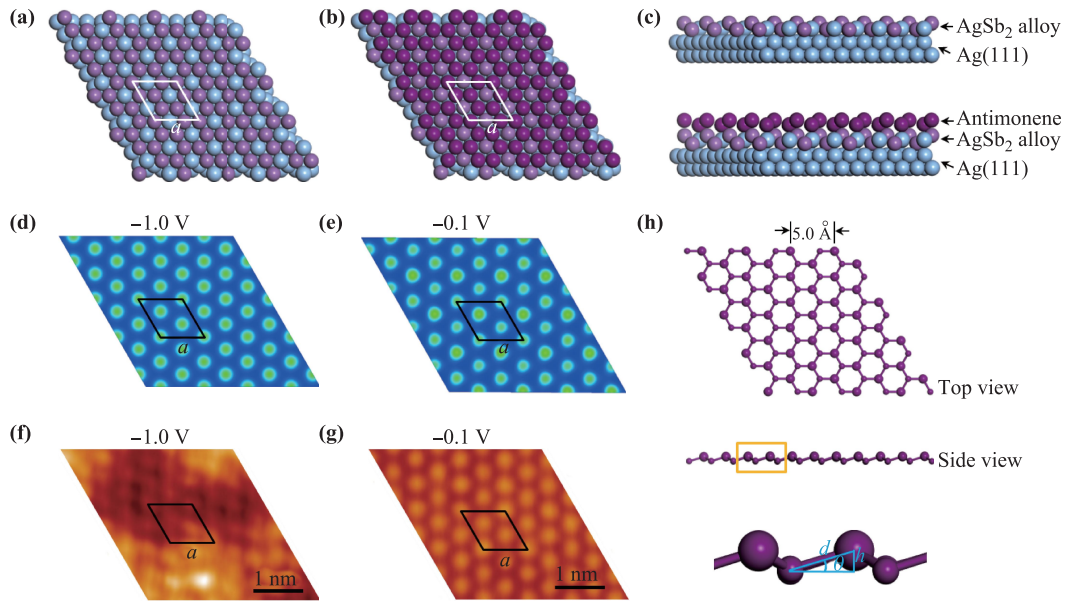 (a)
a
(b)
a
(c)
AgSb₂ alloy
Ag(111)
Antimonene
AgSb₂ alloy
Ag(111)
(d)
−1.0 V
a
(e)
−0.1 V
a
(f)
−1.0 V
a
1 nm
(g)
−0.1 V
a
1 nm
(h)
5.0 Å
Top view
Side view
d
θ
h